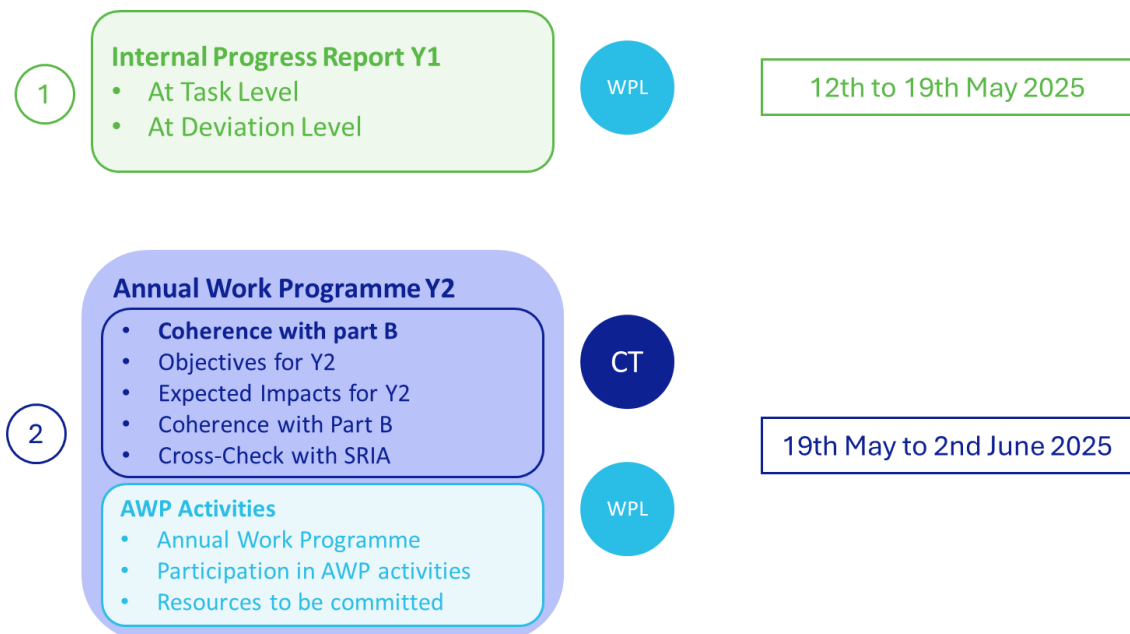 1
Internal Progress Report Y1
• At Task Level
• At Deviation Level
WPL
12th to 19th May 2025
2
Annual Work Programme Y2
• Coherence with part B
• Objectives for Y2
• Expected Impacts for Y2
• Coherence with Part B
• Cross-Check with SRIA
CT
19th May to 2nd June 2025
AWP Activities
• Annual Work Programme
• Participation in AWP activities
• Resources to be committed
WPL